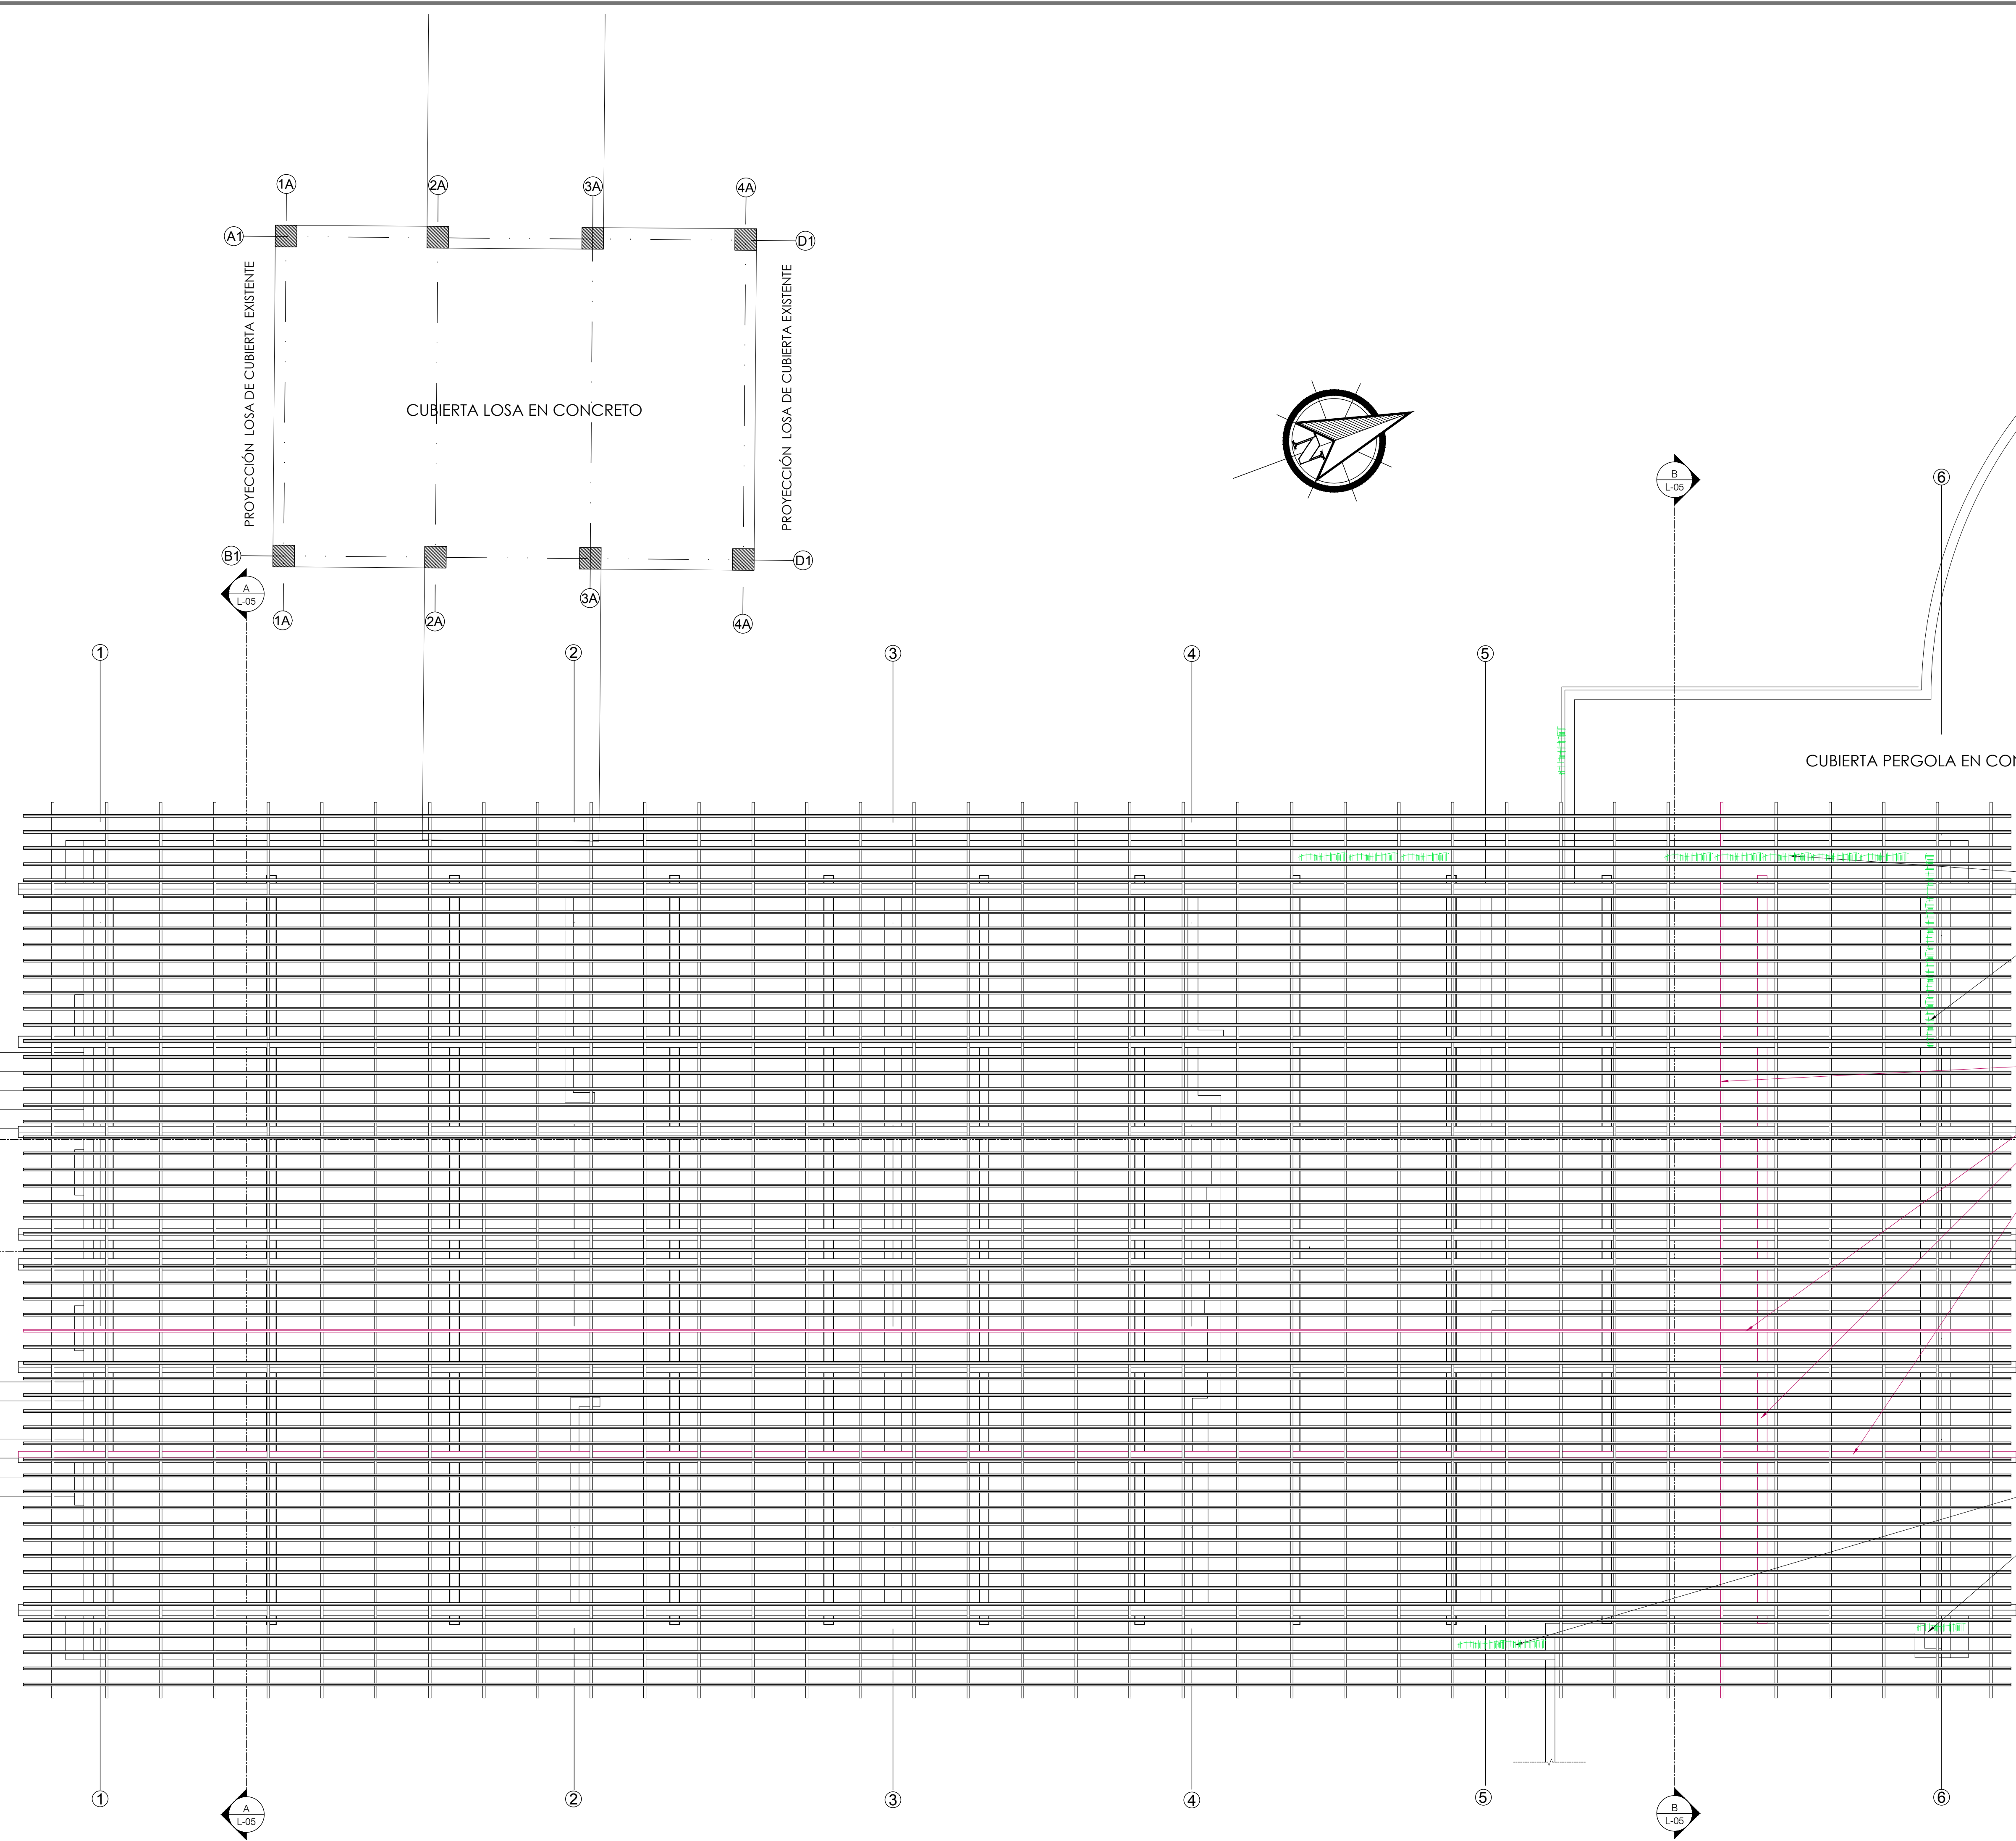 1A
2A
3A
4A
A1
D1
PROYECCIÓN LOSA DE CUBIERTA EXISTENTE
PROYECCIÓN LOSA DE CUBIERTA EXISTENTE
CUBIERTA LOSA EN CONCRETO
N
B
L-05
6
B1
D1
A
L-05
1A
2A
3A
4A
1
2
3
4
5
CUBIERTA PERGOLA EN CON
1
A
L-05
2
3
4
5
B
L-05
6